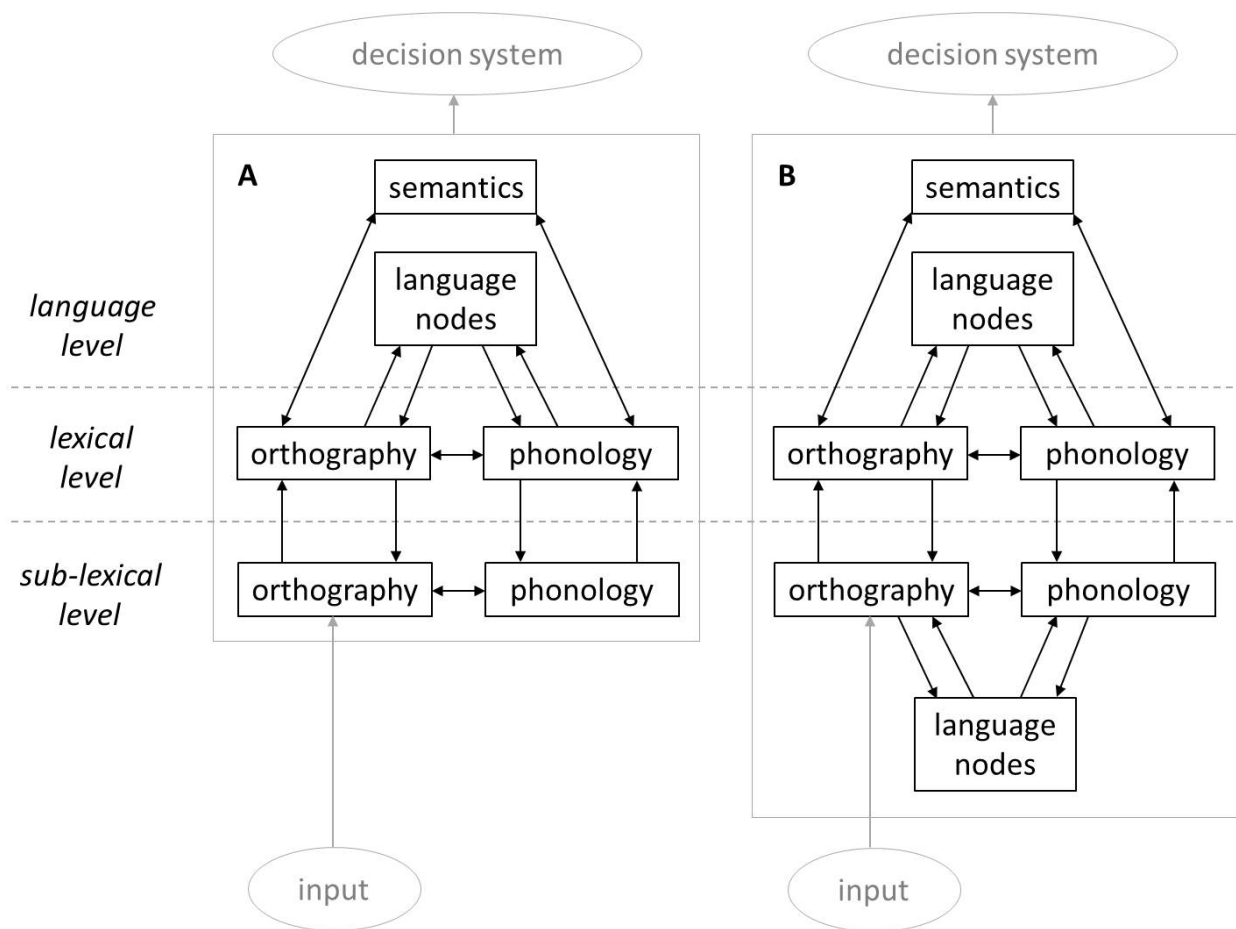 decision system
decision system
A
B
semantics
semantics
language
nodes
language
nodes
language
level
lexical
level
orthography
phonology
orthography
phonology
sub-lexical
level
orthography
phonology
orthography
phonology
language
nodes
input
input